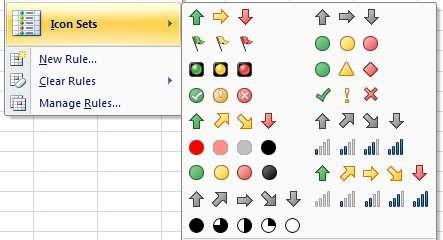 Icon Sets
New Rule...
Clear Rules
Manage Rules...